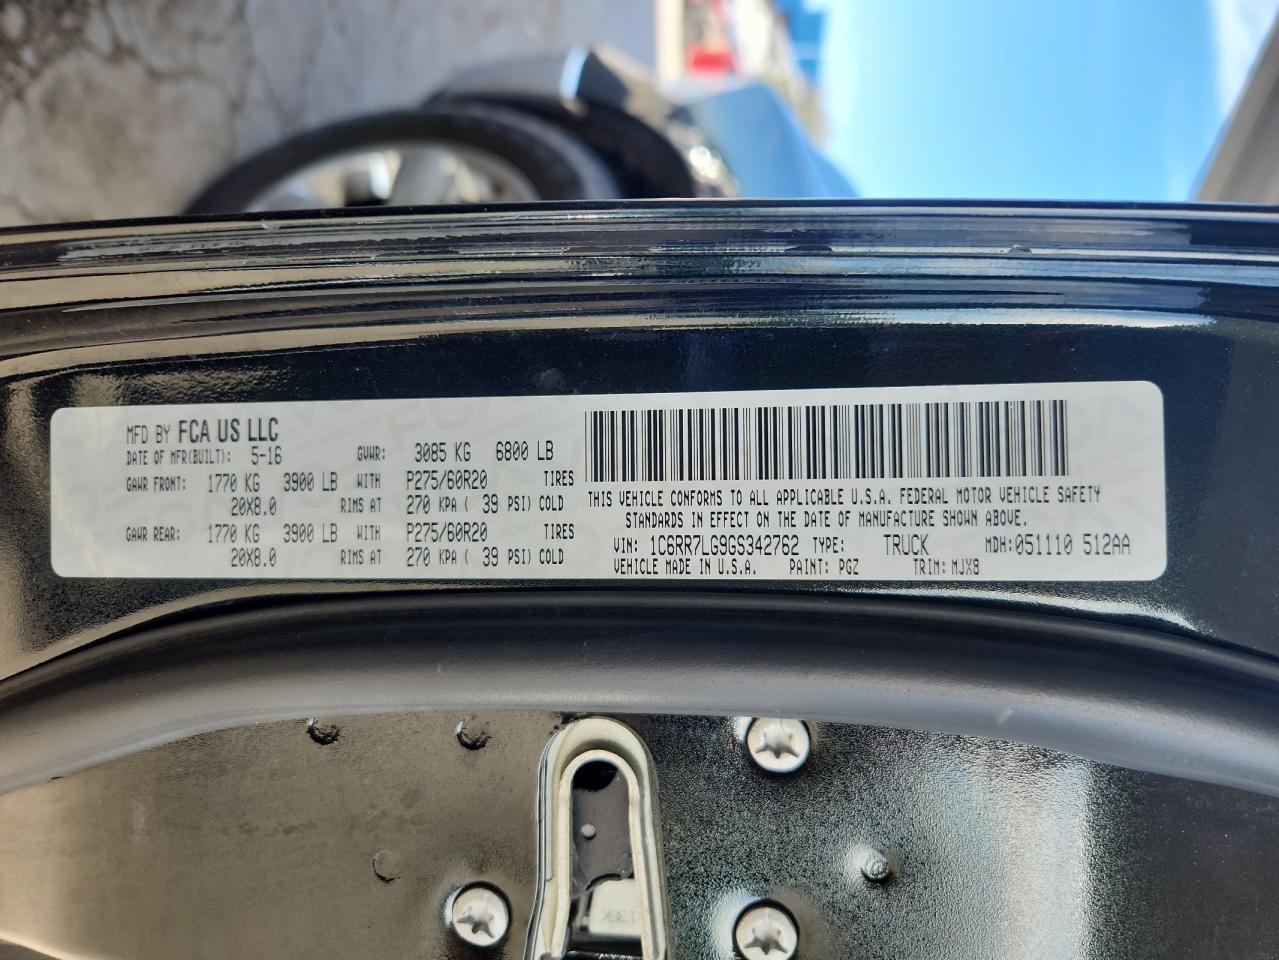 MFD BY FCA US LLC
DATE OF MFR(BUILT): 5-16 GVWR: 3085 KG 6800 LB
GAWR FRONT: 1770 KG 3900 LB WITH P275/60R20 TIRES
20X8.0 RIMS AT 270 KPA ( 39 PSI) COLD
GAWR REAR: 1770 KG 3900 LB WITH P275/60R20 TIRES
20X8.0 RIMS AT 270 KPA ( 39 PSI) COLD
THIS VEHICLE CONFORMS TO ALL APPLICABLE U.S.A. FEDERAL MOTOR VEHICLE SAFETY
STANDARDS IN EFFECT ON THE DATE OF MANUFACTURE SHOWN ABOVE.
VIN: 1C6RR7LG9GS342762 TYPE: TRUCK MDH:051110 512AA
VEHICLE MADE IN U.S.A. PAINT: PGZ TRIM: MJX8